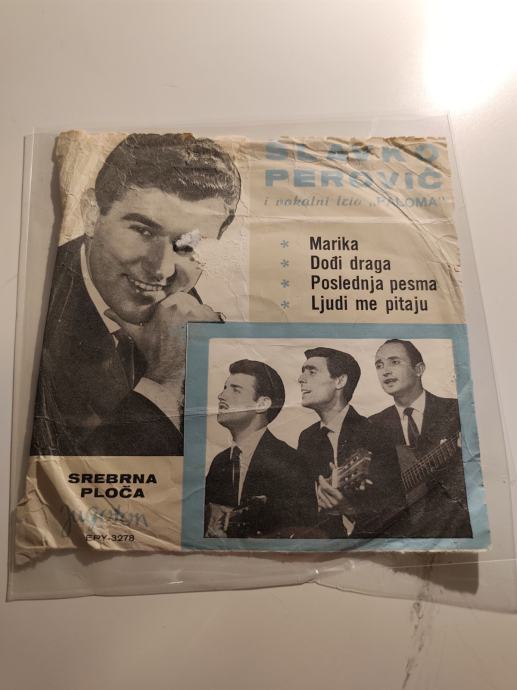 SLAVKO
PEROVIĆ
i vokalni trio „PALOMA"
* Marika
* Dođi draga
* Poslednja pesma
* Ljudi me pitaju
SREBRNA
PLOČA
jugoton
EPY-3278